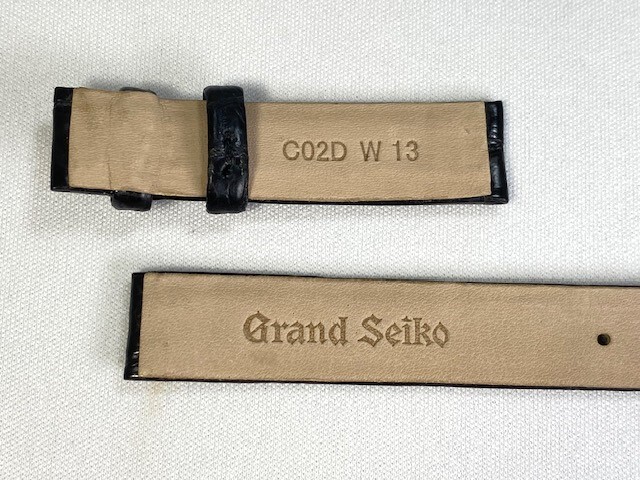 C02D W 13
Grand Seiko